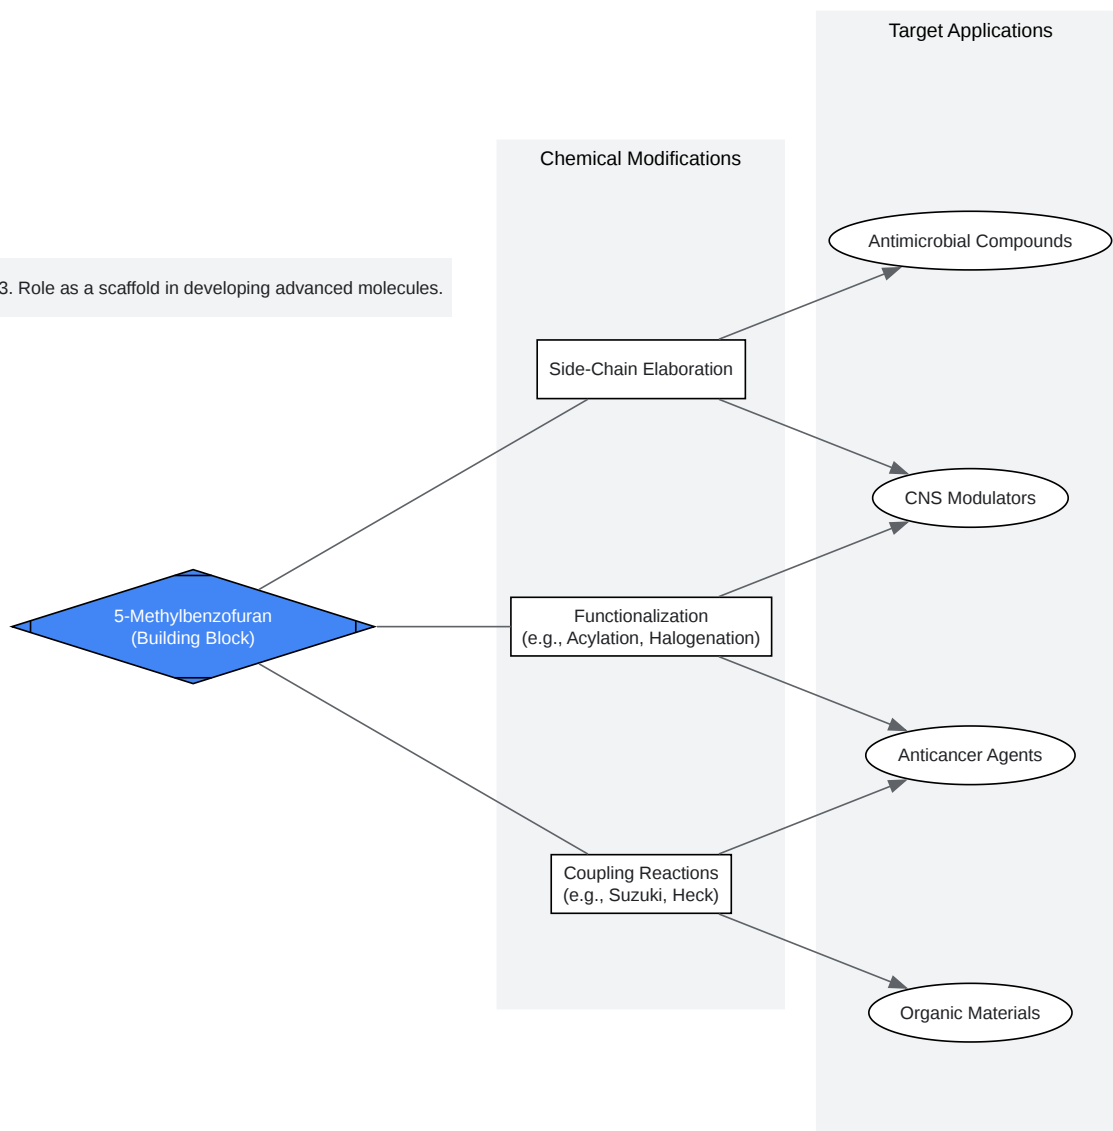 Target Applications
Chemical Modifications
Antimicrobial Compounds
3. Role as a scaffold in developing advanced molecules.
Side-Chain Elaboration
CNS Modulators
5-Methylbenzofuran
(Building Block)
Functionalization
(e.g., Acylation, Halogenation)
Anticancer Agents
Coupling Reactions
(e.g., Suzuki, Heck)
Organic Materials